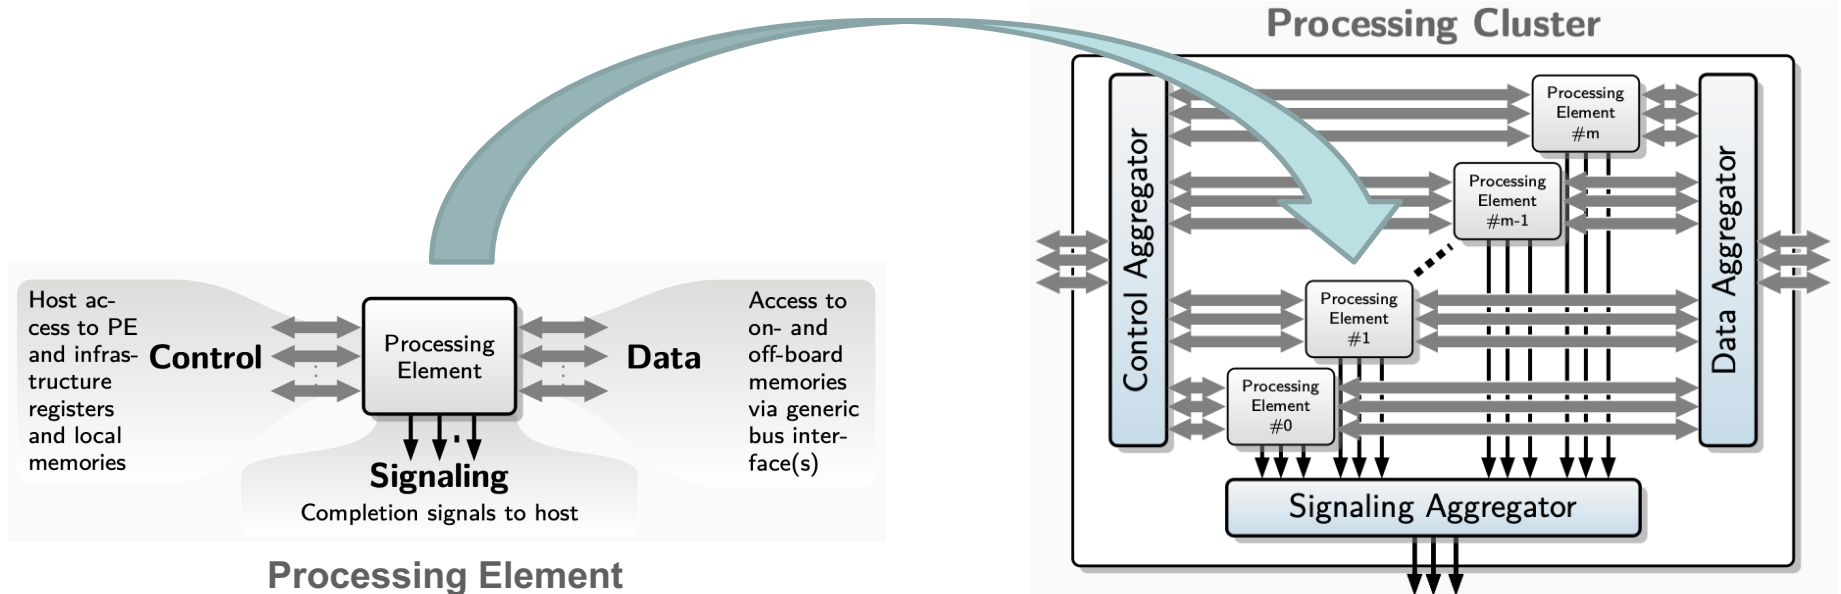 Host ac-
cess to PE
and infras-
tructure
registers
and local
memories
Control
Processing
Element
Data
Access to
on- and
off-board
memories
via generic
bus inter-
face(s)
Signaling
Completion signals to host
Processing Element
Processing Cluster
Control Aggregator
Processing
Element
#m
Processing
Element
#m-1
Processing
Element
#1
Processing
Element
#0
Data Aggregator
Signaling Aggregator